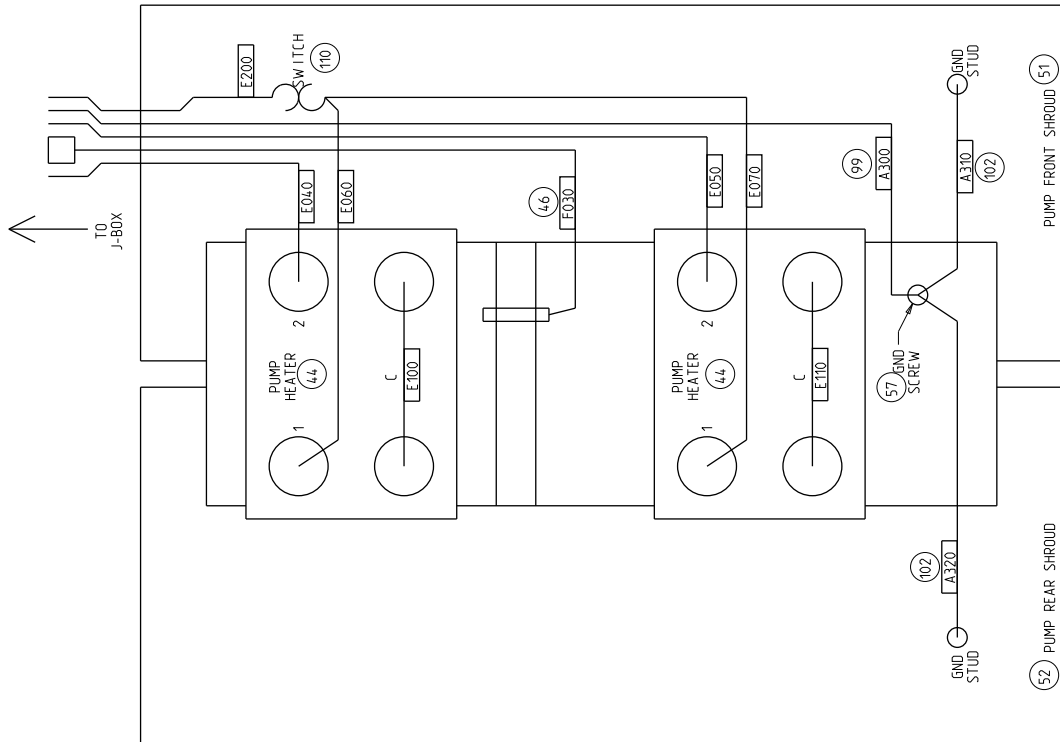 TO
J-BOX
E200
SWITCH
110
E040
E060
46
F030
E050
E070
99
A300
A310
102
GND
STUD
PUMP FRONT SHROUD
51
2
PUMP
HEATER
44
1
C
E100
2
PUMP
HEATER
44
1
C
E110
57
GND
SCREW
102
A320
GND
STUD
52
PUMP REAR SHROUD